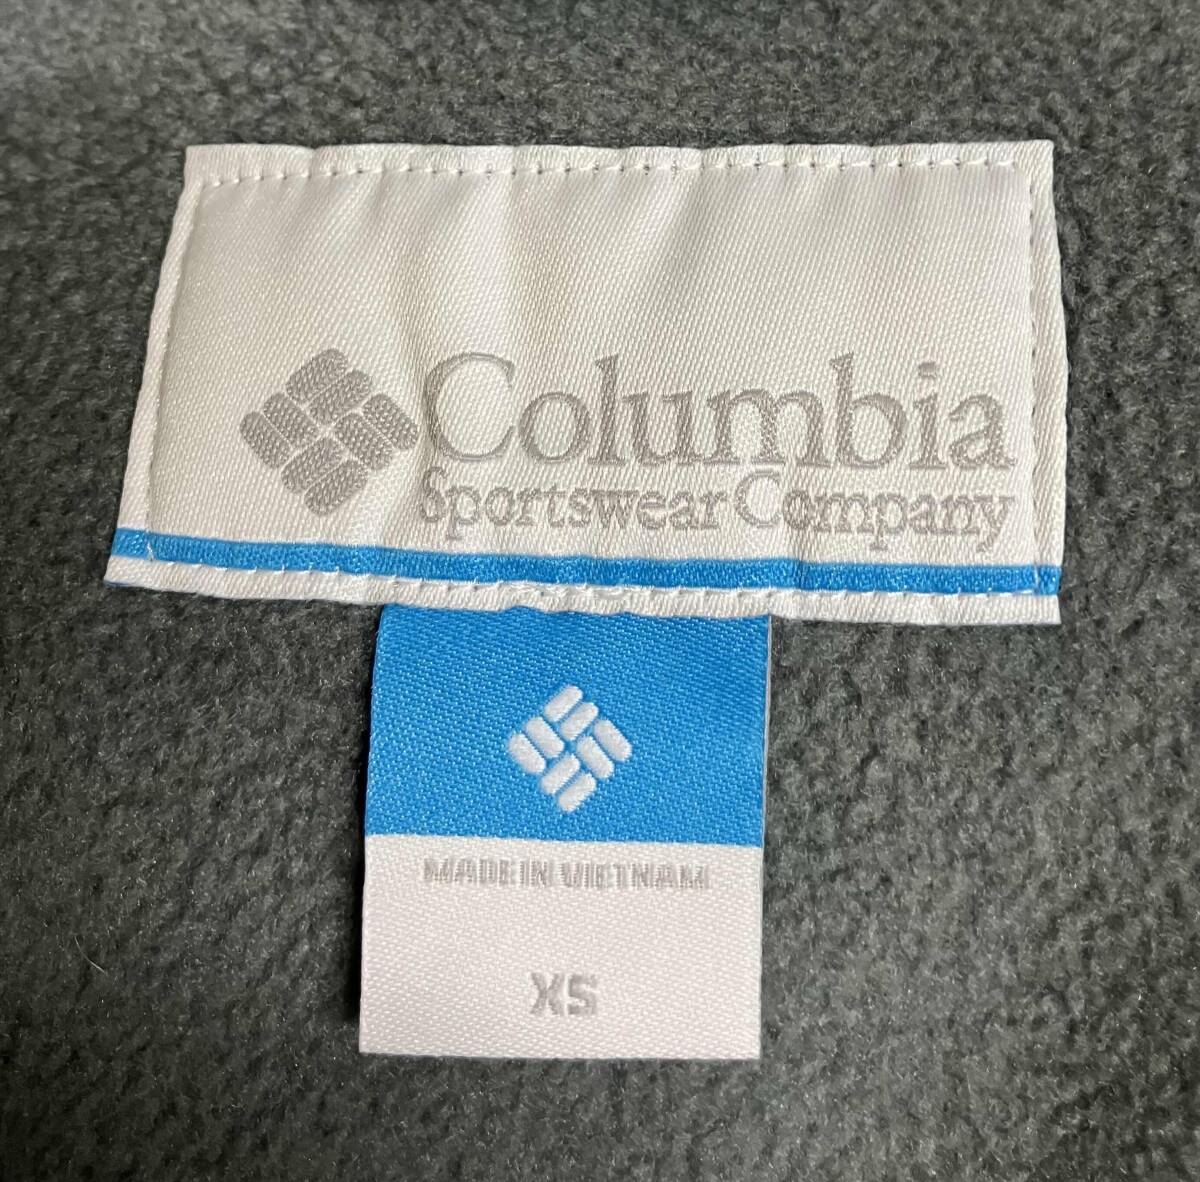 Columbia
Sportswear Company
MADE IN VIETNAM
XS